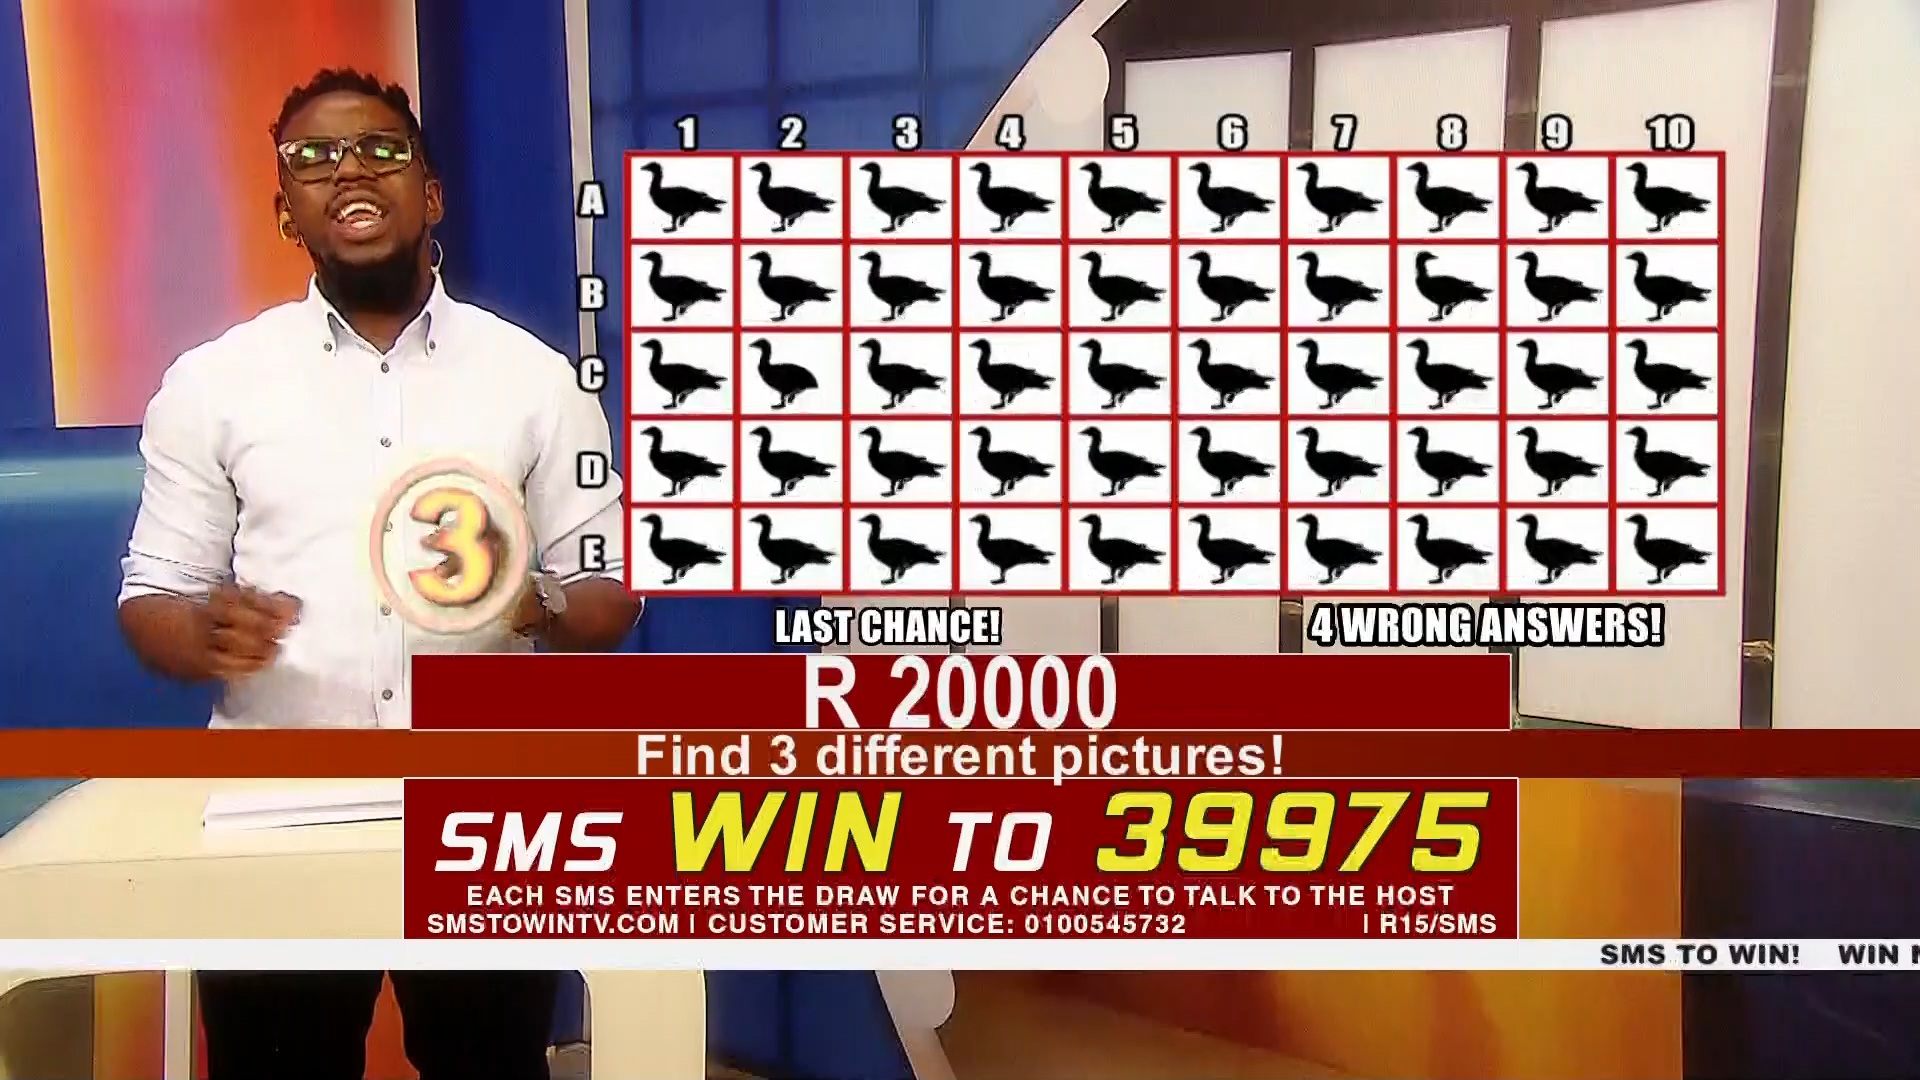 1 2 3 4 5 6 7 8 9 10
A
B
C
D
E
3
LAST CHANCE! 4 WRONG ANSWERS!
R 20000
Find 3 different pictures!
SMS WIN TO 39975
EACH SMS ENTERS THE DRAW FOR A CHANCE TO TALK TO THE HOST
SMSTOWINTV.COM | CUSTOMER SERVICE: 0100545732 | R15/SMS
SMS TO WIN! WIN